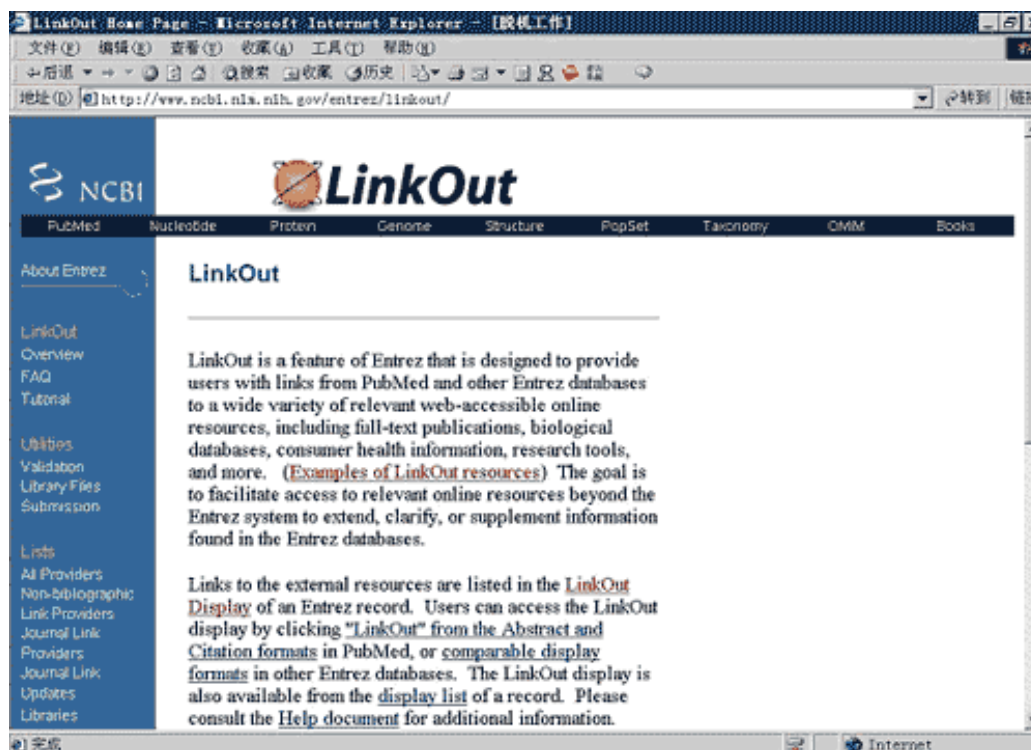 LinkOut Home Page - Microsoft Internet Explorer - [脱机工作]
文件(F) 编辑(E) 查看(V) 收藏(A) 工具(T) 帮助(H)
后退 搜索 收藏 历史
地址(D) http://www.ncbi.nlm.nih.gov/entrez/linkout/ 转到 链接
NCBI LinkOut
PubMed Nucleotide Protein Genome Structure PopSet Taxonomy OMIM Books
About Entrez
LinkOut
Overview
FAQ
Tutorial
Utilities
Validation
Library Files
Submission
Lists
All Providers
Non-bibliographic
Link Providers
Journal Link
Providers
Journal Link
Updates
Libraries
LinkOut
LinkOut is a feature of Entrez that is designed to provide
users with links from PubMed and other Entrez databases
to a wide variety of relevant web-accessible online
resources, including full-text publications, biological
databases, consumer health information, research tools,
and more. (Examples of LinkOut resources) The goal is
to facilitate access to relevant online resources beyond the
Entrez system to extend, clarify, or supplement information
found in the Entrez databases.
Links to the external resources are listed in the LinkOut
Display of an Entrez record. Users can access the LinkOut
display by clicking "LinkOut" from the Abstract and
Citation formats in PubMed, or comparable display
formats in other Entrez databases. The LinkOut display is
also available from the display list of a record. Please
consult the Help document for additional information.
完成 Internet